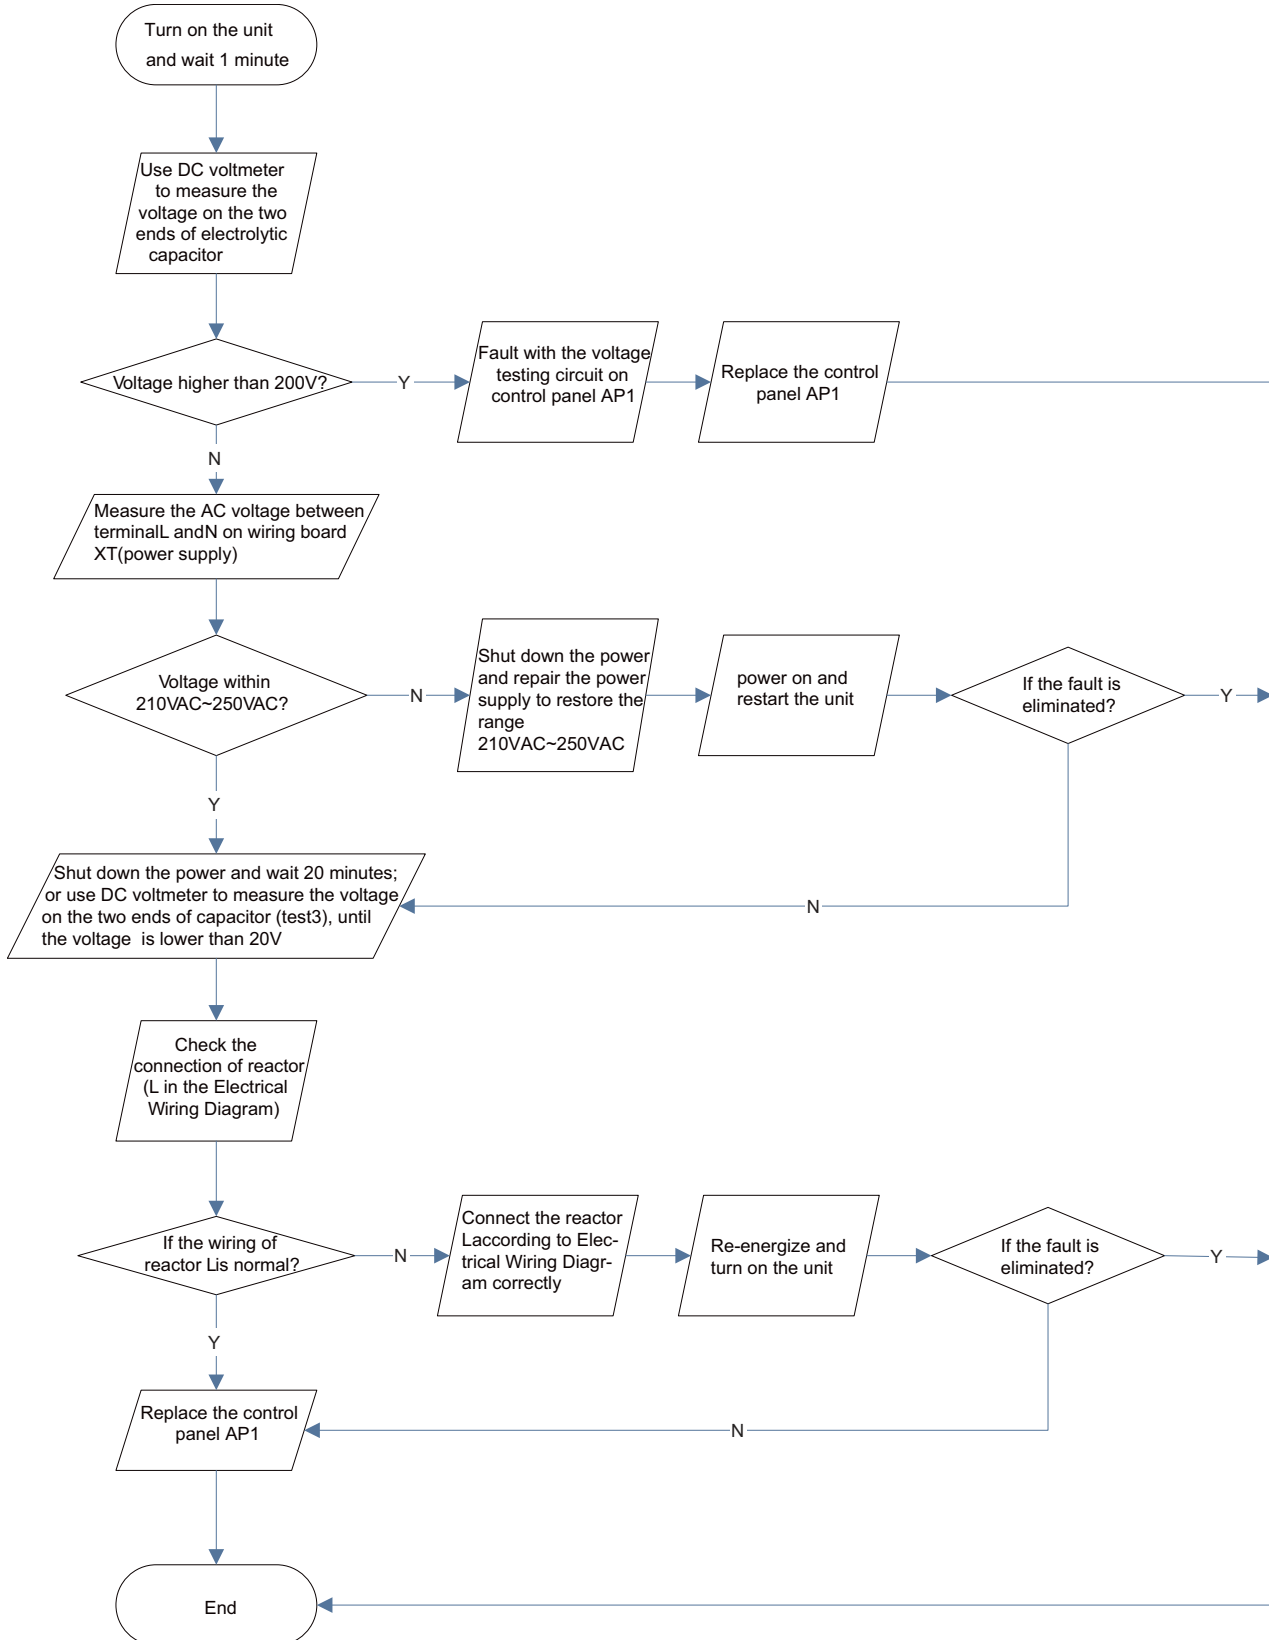 Turn on the unit
and wait 1 minute
Use DC voltmeter
to measure the
voltage on the two
ends of electrolytic
capacitor
Voltage higher than 200V?
Y
Fault with the voltage
testing circuit on
control panel AP1
Replace the control
panel AP1
N
Measure the AC voltage between
terminalL andN on wiring board
XT(power supply)
Voltage within
210VAC~250VAC?
N
Shut down the power
and repair the power
supply to restore the
range
210VAC~250VAC
power on and
restart the unit
If the fault is
eliminated?
Y
Y
Shut down the power and wait 20 minutes;
or use DC voltmeter to measure the voltage
on the two ends of capacitor (test3), until
the voltage  is lower than 20V
N
Check the
connection of reactor
(L in the Electrical
Wiring Diagram)
If the wiring of
reactor Lis normal?
N
Connect the reactor
Laccording to Elec-
trical Wiring Diagr-
am correctly
Re-energize and
turn on the unit
If the fault is
eliminated?
Y
Y
Replace the control
panel AP1
N
End